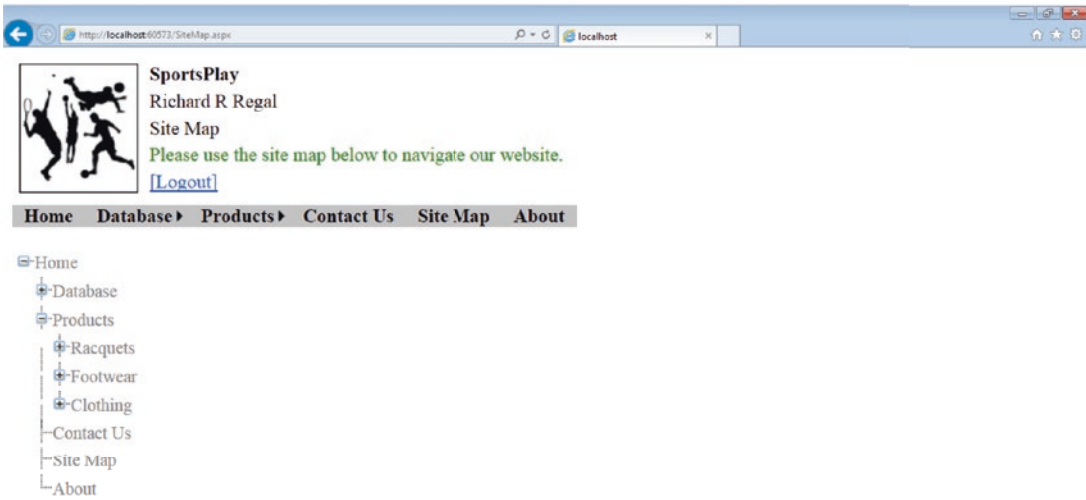 http://localhost:60573/SiteMap.aspx localhost
SportsPlay
Richard R Regal
Site Map
Please use the site map below to navigate our website.
[Logout]
Home Database Products Contact Us Site Map About
Home
Database
Products
Racquets
Footwear
Clothing
Contact Us
Site Map
About